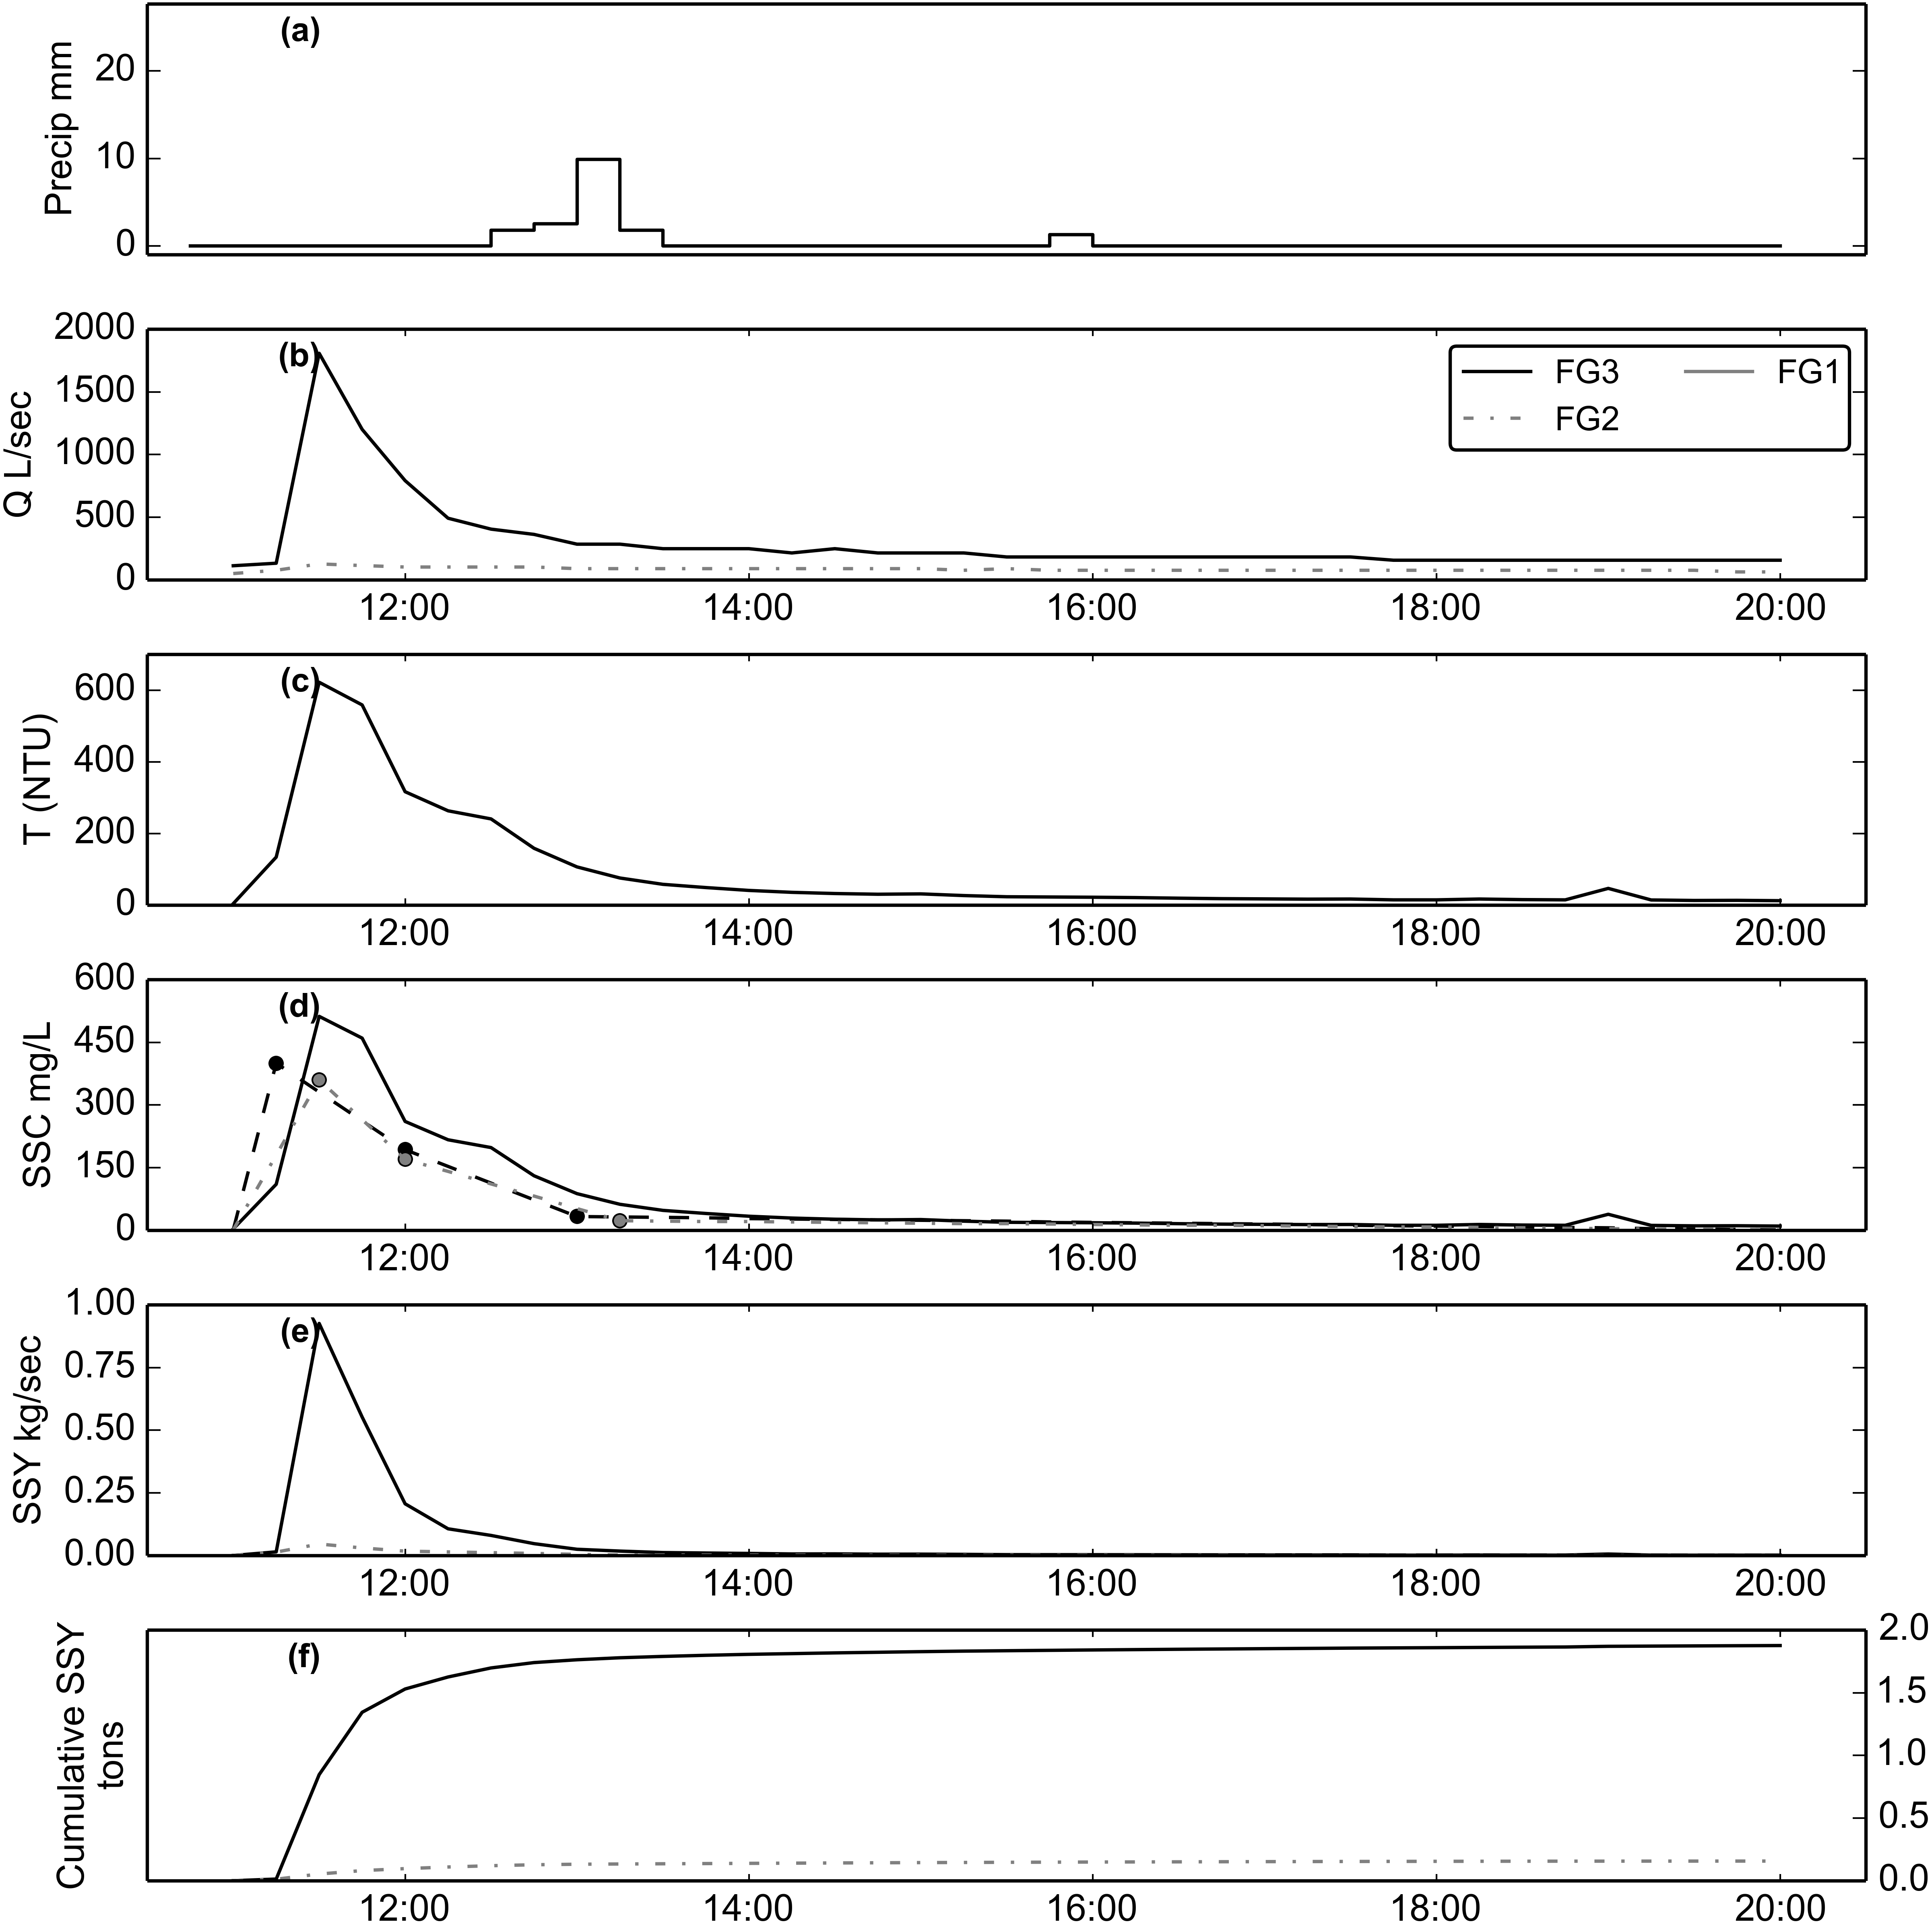 (a)
Precip mm
20
10
0
(b)
Q L/sec
2000
1500
1000
500
0
FG3 FG1
FG2
12:00 14:00 16:00 18:00 20:00
(c)
T (NTU)
600
400
200
0
12:00 14:00 16:00 18:00 20:00
(d)
SSC mg/L
600
450
300
150
0
12:00 14:00 16:00 18:00 20:00
(e)
SSY kg/sec
1.00
0.75
0.50
0.25
0.00
12:00 14:00 16:00 18:00 20:00
(f)
Cumulative SSY
tons
2.0
1.5
1.0
0.5
0.0
12:00 14:00 16:00 18:00 20:00